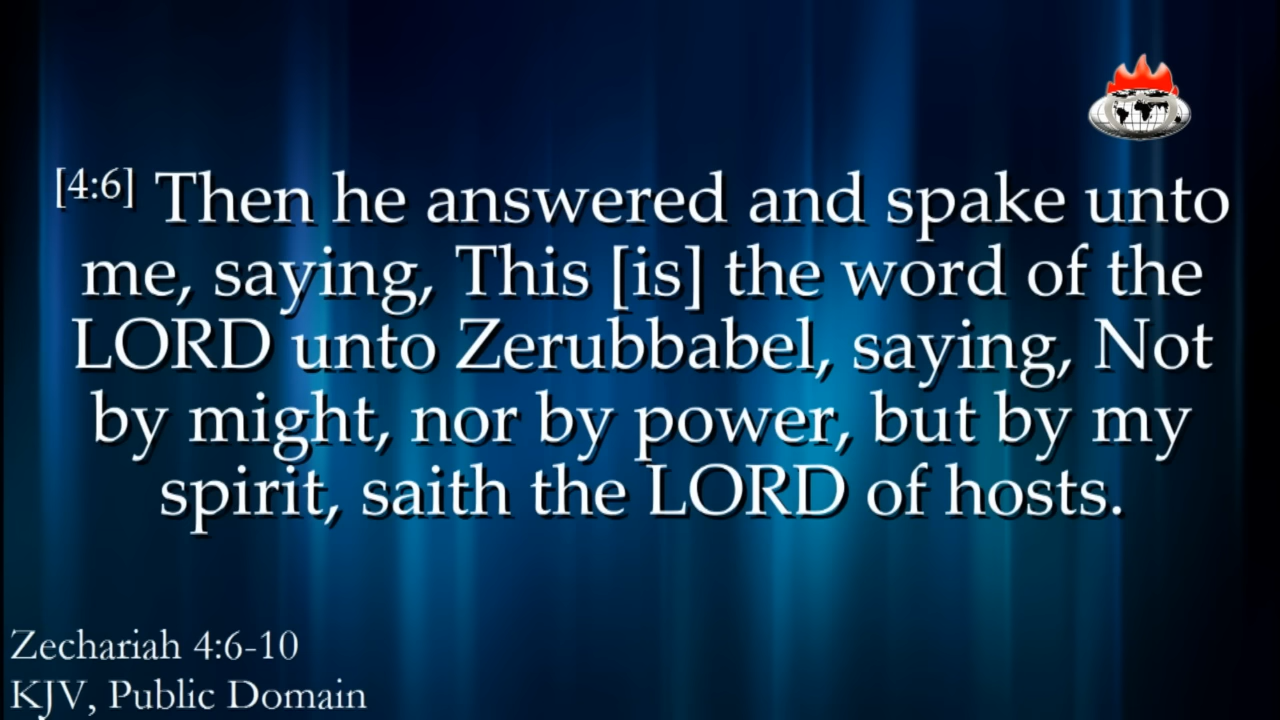 [4:6] Then he answered and spake unto
me, saying, This [is] the word of the
LORD unto Zerubbabel, saying, Not
by might, nor by power, but by my
spirit, saith the LORD of hosts.
Zechariah 4:6-10
KJV, Public Domain